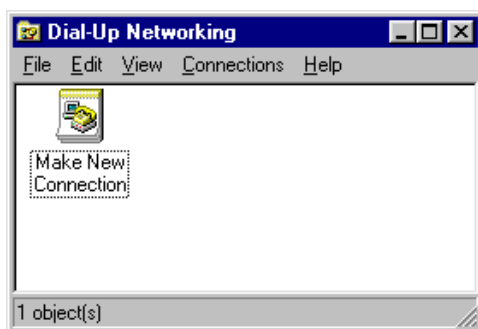 Dial-Up Networking
File Edit View Connections Help
Make New
Connection
1 object(s)